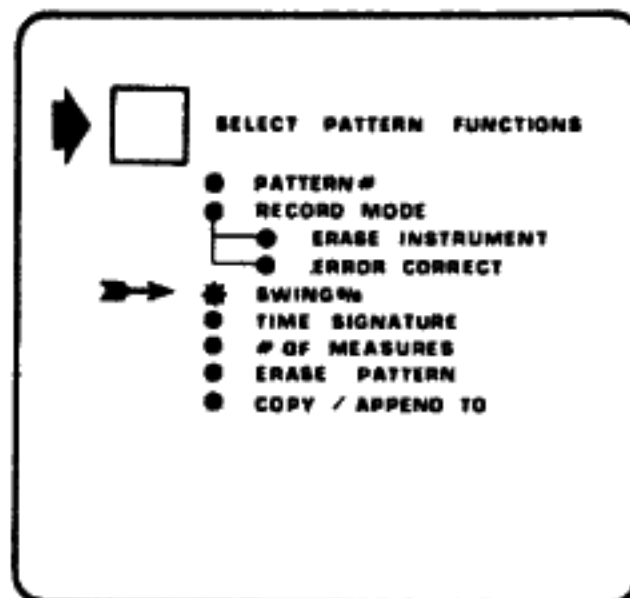 SELECT PATTERN FUNCTIONS
PATTERN#
RECORD MODE
ERASE INSTRUMENT
ERROR CORRECT
SWING%
TIME SIGNATURE
# OF MEASURES
ERASE PATTERN
COPY / APPEND TO